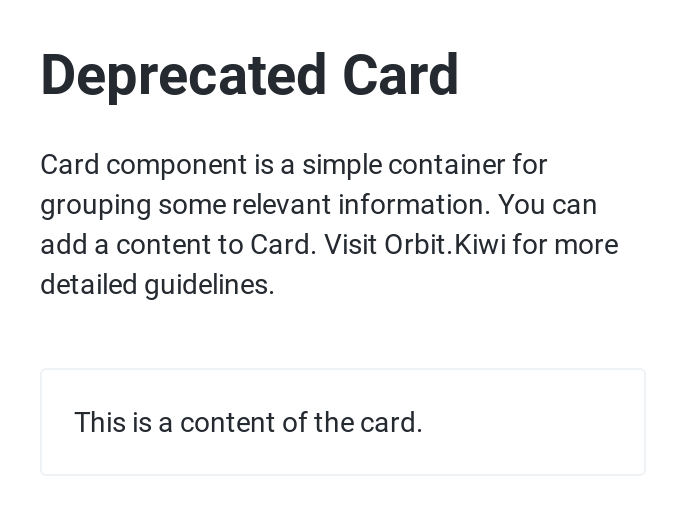 Deprecated Card
Card component is a simple container for
grouping some relevant information. You can
add a content to Card. Visit Orbit.Kiwi for more
detailed guidelines.
This is a content of the card.